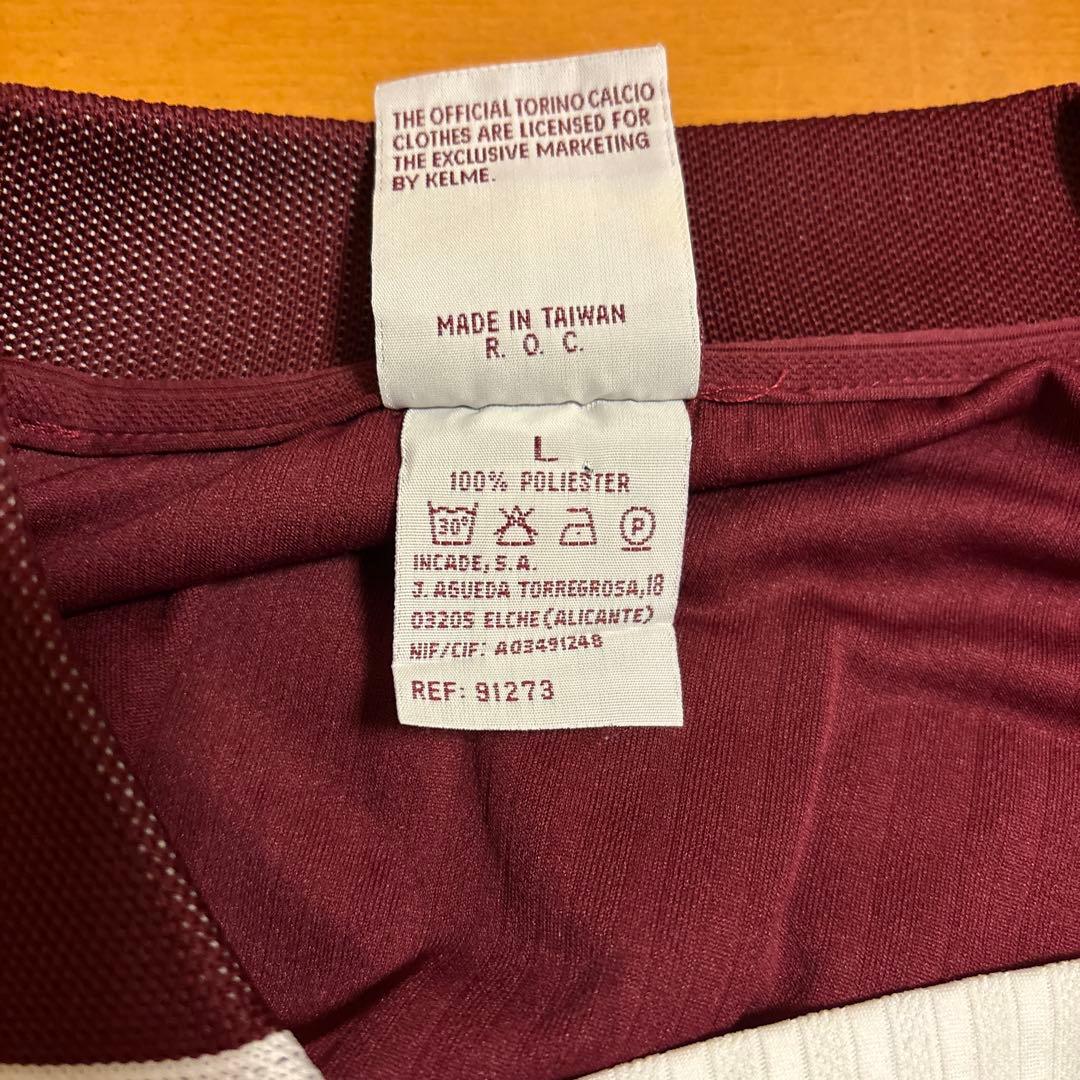 THE OFFICIAL TORINO CALCIO
CLOTHES ARE LICENSED FOR
THE EXCLUSIVE MARKETING
BY KELME.
MADE IN TAIWAN
R. O. C.
L
100% POLIESTER
30° P
INCADE, S.A.
J. AGUEDA TORREGROSA, 18
03205 ELCHE (ALICANTE)
NIF/CIF: A03491248
REF: 91273